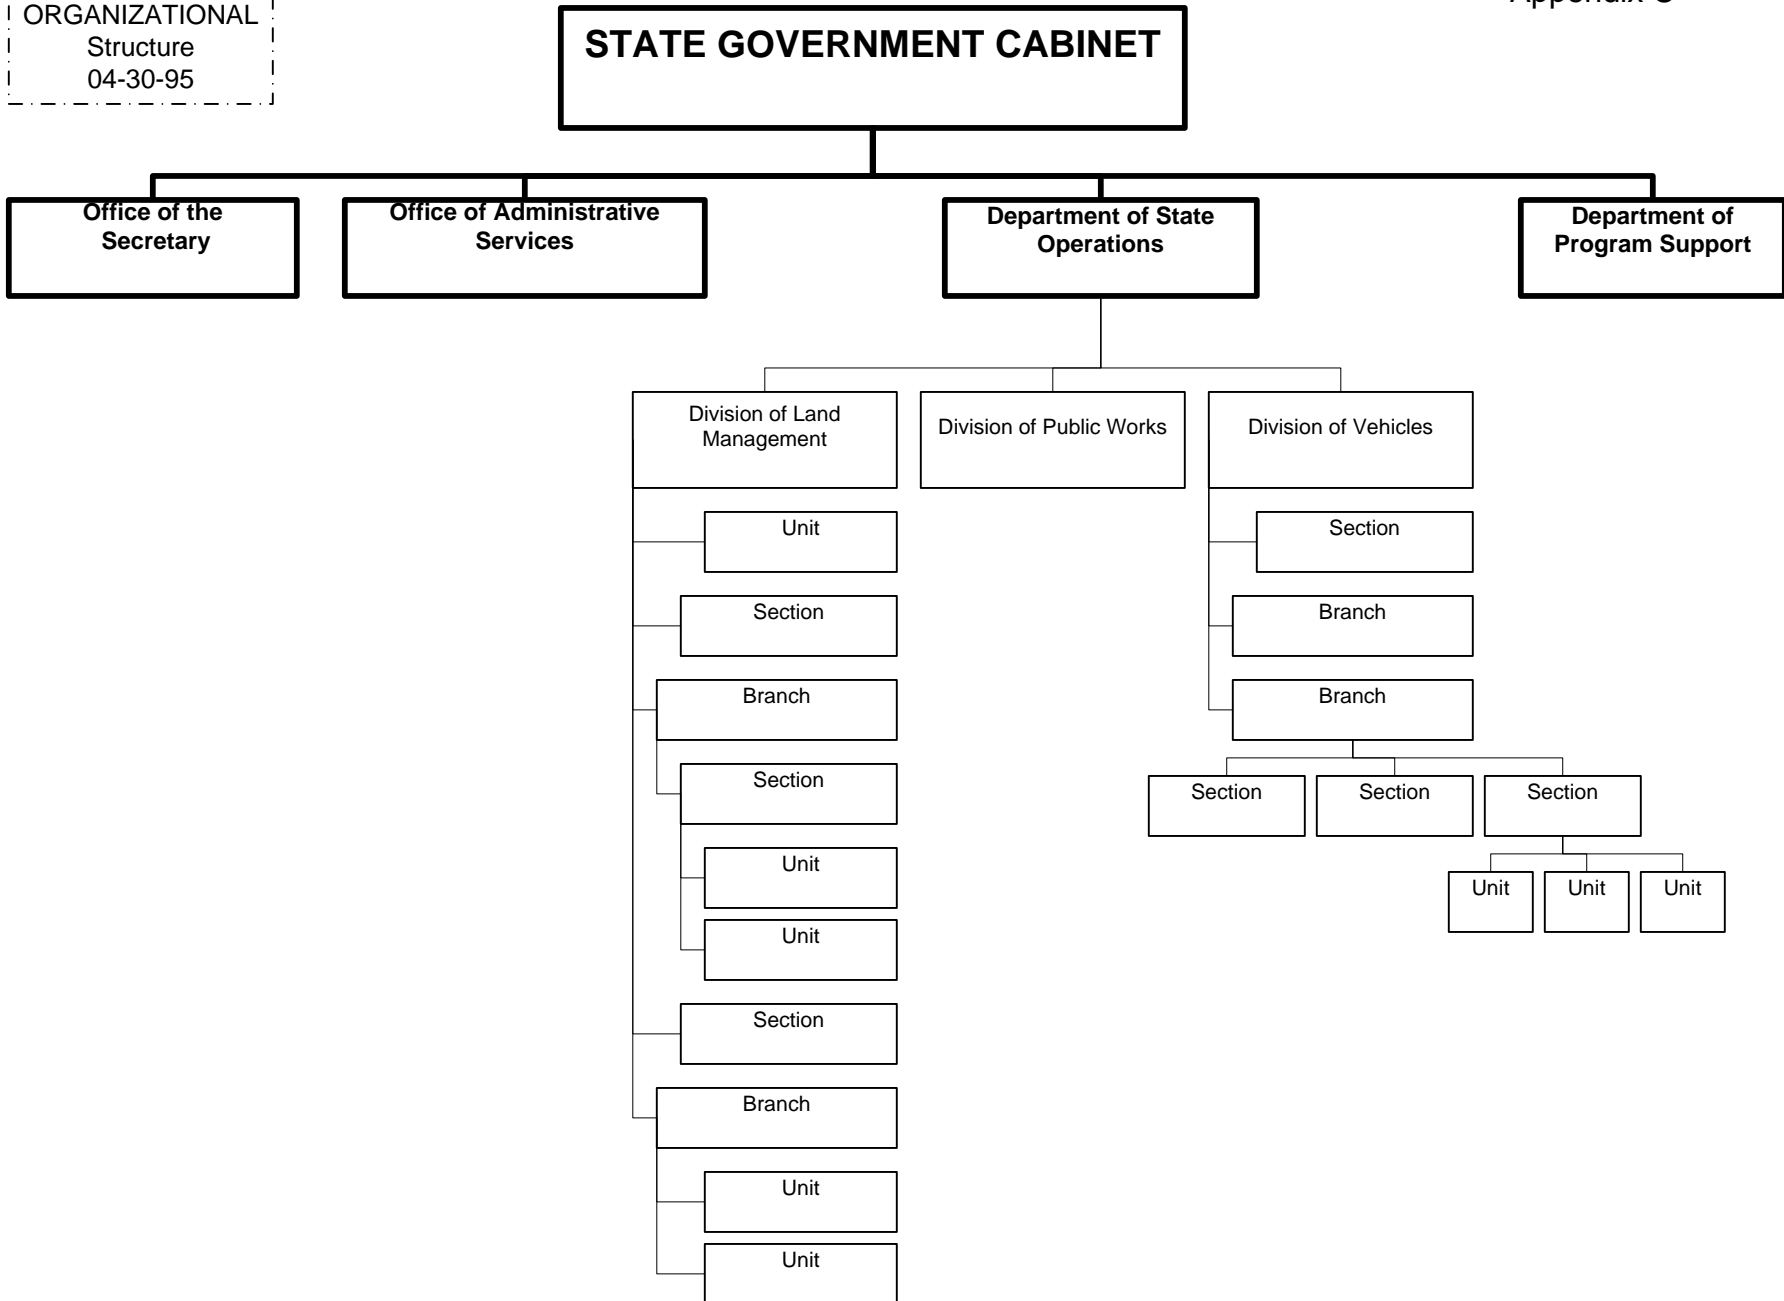 ORGANIZATIONAL
Structure
04-30-95
Appendix
STATE GOVERNMENT CABINET
Office of the
Secretary
Office of Administrative
Services
Department of State
Operations
Department of
Program Support
Division of Land
Management
Division of Public Works
Division of Vehicles
Unit
Section
Section
Section
Branch
Branch
Branch
Section
Section
Section
Section
Unit
Unit
Unit
Unit
Unit
Section
Branch
Unit
Unit